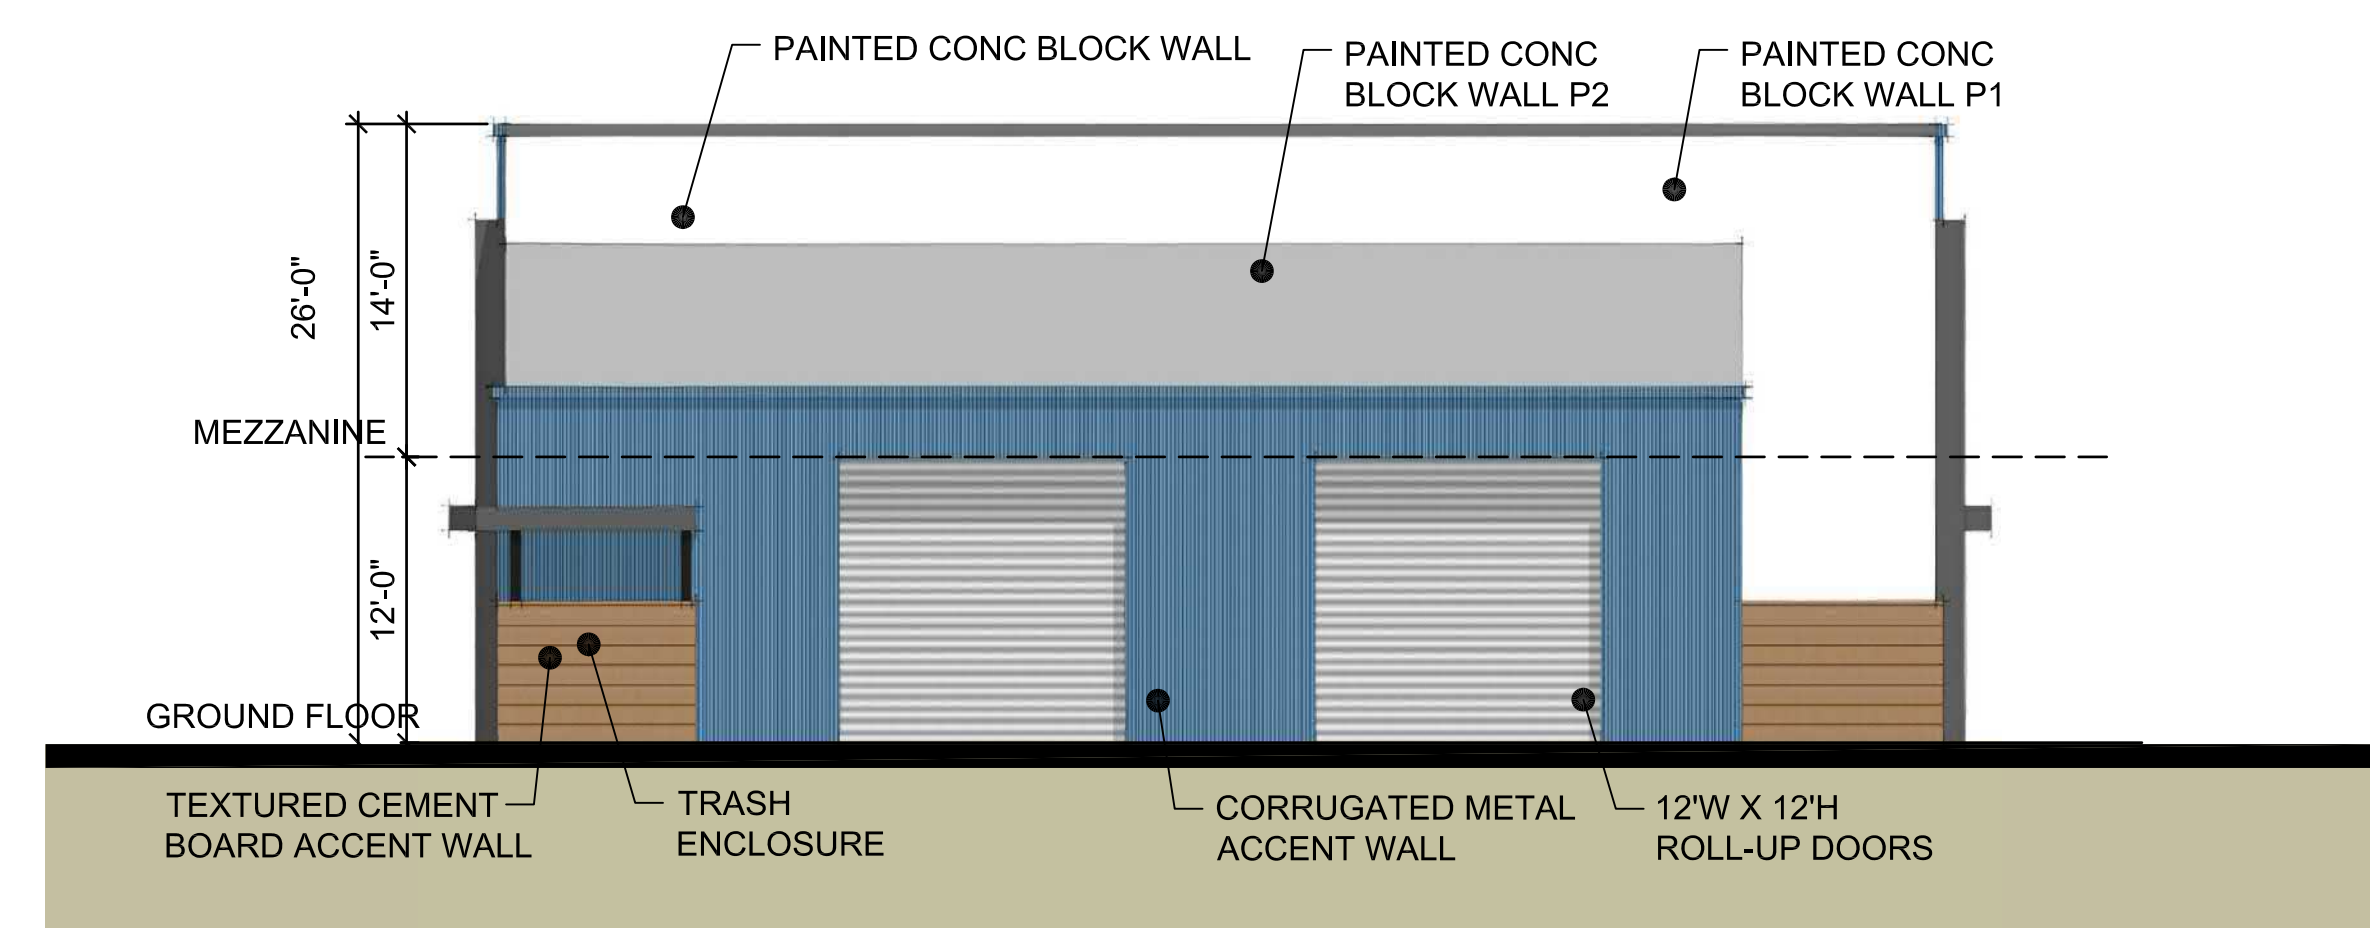 PAINTED CONC BLOCK WALL
PAINTED CONC
BLOCK WALL P2
PAINTED CONC
BLOCK WALL P1
26'-0"
14'-0"
MEZZANINE
12'-0"
GROUND FLOOR
TEXTURED CEMENT
BOARD ACCENT WALL
TRASH
ENCLOSURE
CORRUGATED METAL
ACCENT WALL
12'W X 12'H
ROLL-UP DOORS